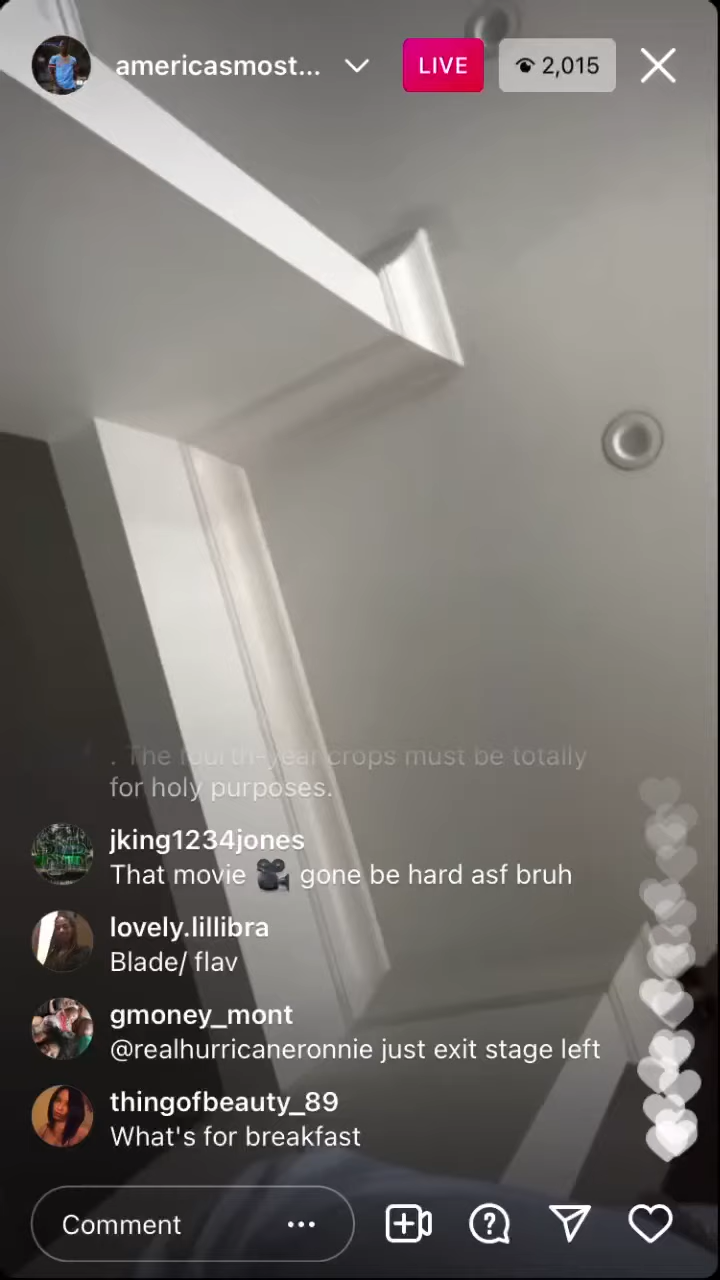 americasmost...
LIVE
2,015
. The fourth-year crops must be totally
for holy purposes.
jking1234jones
That movie 🎥 gone be hard asf bruh
lovely.lillibra
Blade/ flav
gmoney_mont
@realhurricaneronnie just exit stage left
thingofbeauty_89
What's for breakfast
Comment